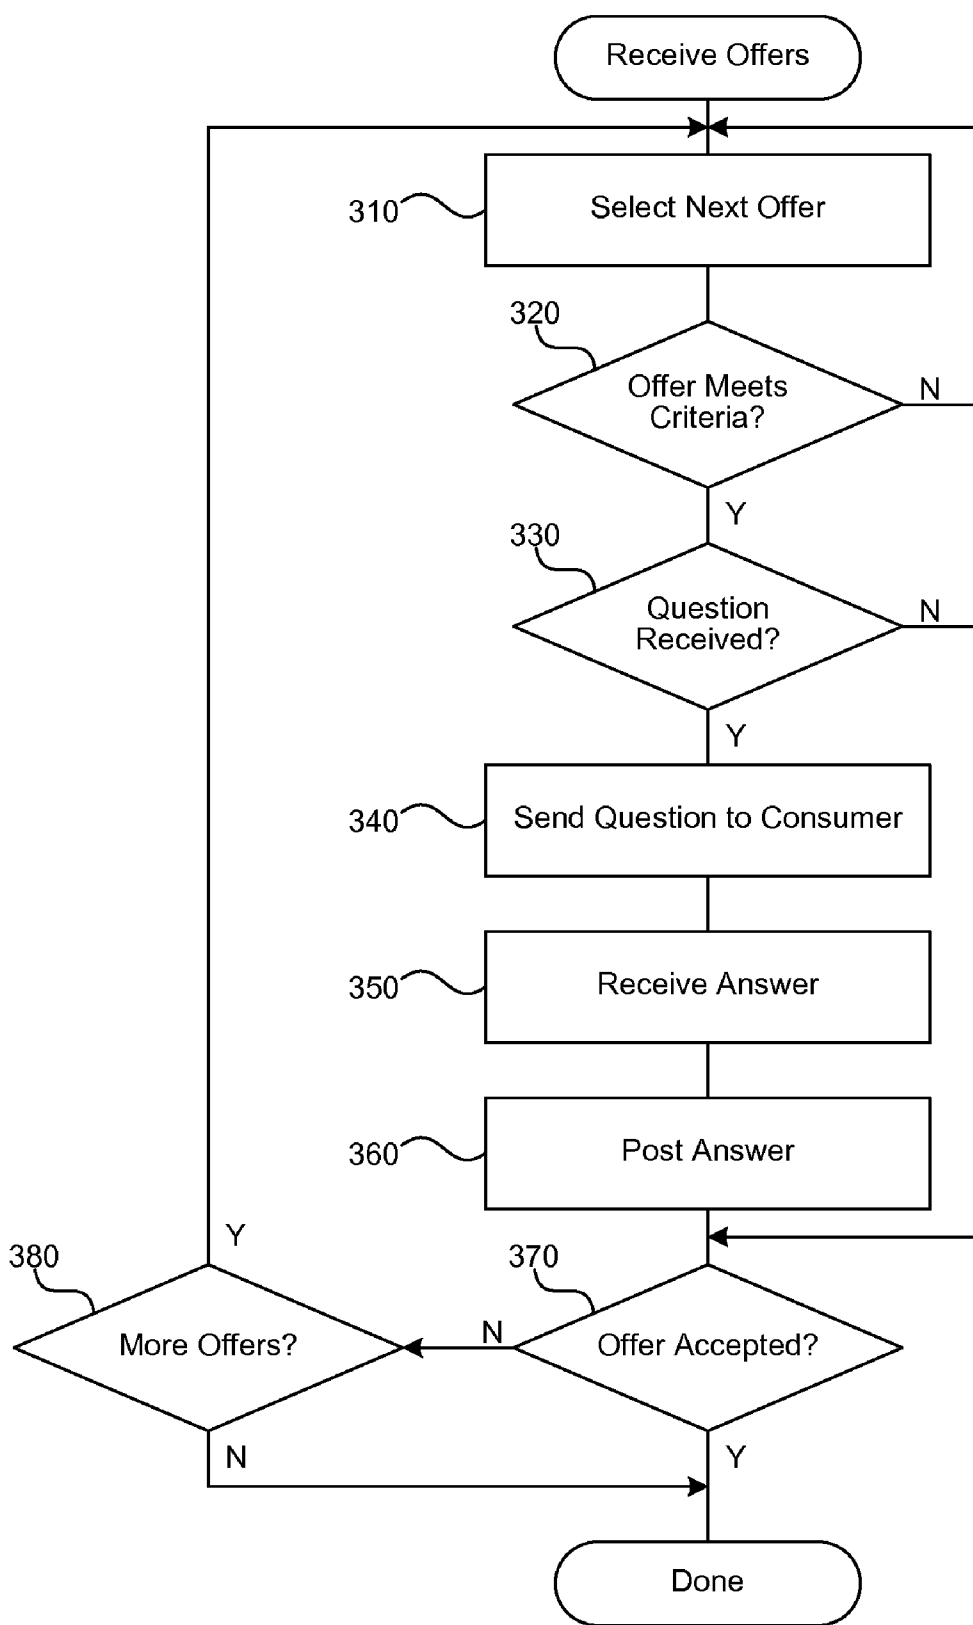 Receive Offers
310
Select Next Offer
320
Offer Meets
Criteria?
N
Y
330
Question
Received?
N
Y
340
Send Question to Consumer
350
Receive Answer
360
Post Answer
Y
380
More Offers?
N
370
Offer Accepted?
N
Y
Done